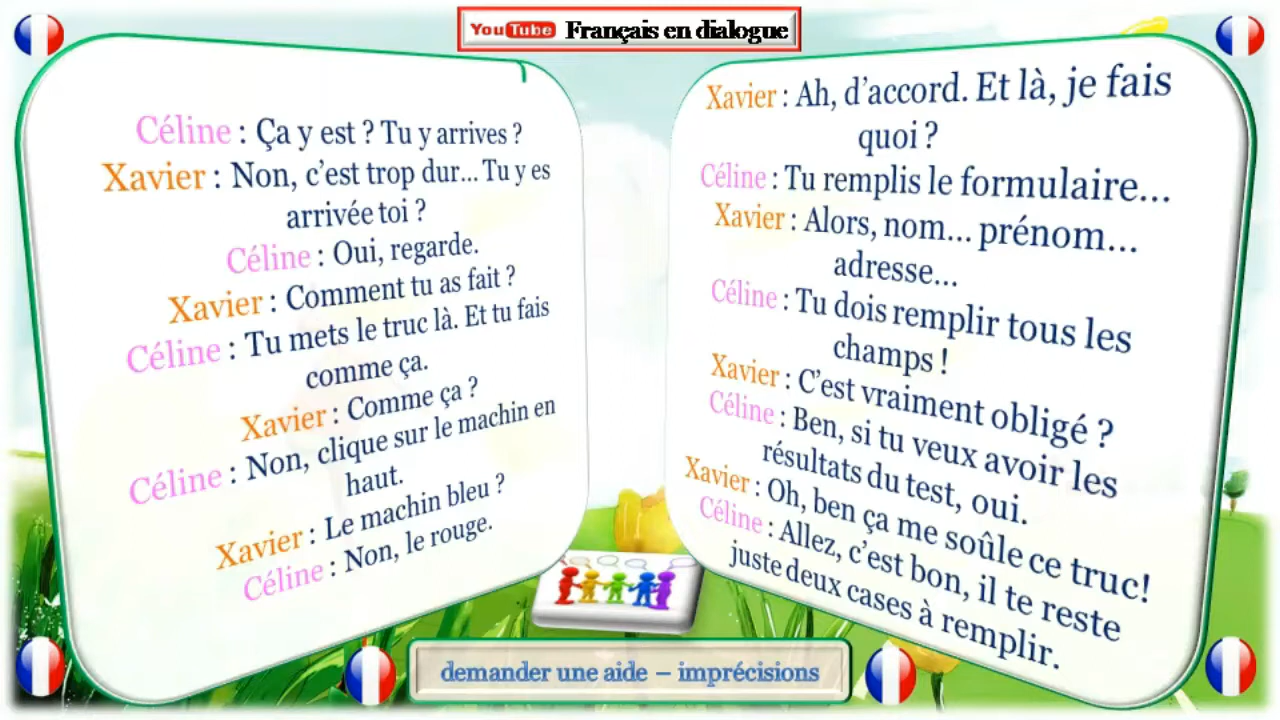 YouTube Français en dialogue
Céline : Ça y est ? Tu y arrives ?
Xavier : Non, c’est trop dur... Tu y es
arrivée toi ?
Céline : Oui, regarde.
Xavier : Comment tu as fait ?
Céline : Tu mets le truc là. Et tu fais
comme ça.
Xavier : Comme ça ?
Céline : Non, clique sur le machin en
haut.
Xavier : Le machin bleu ?
Céline : Non, le rouge.
Xavier : Ah, d’accord. Et là, je fais
quoi ?
Céline : Tu remplis le formulaire...
Xavier : Alors, nom... prénom...
adresse...
Céline : Tu dois remplir tous les
champs !
Xavier : C’est vraiment obligé ?
Céline : Ben, si tu veux avoir les
résultats du test, oui.
Xavier : Oh, ben ça me soûle ce truc!
Céline : Allez, c’est bon, il te reste
juste deux cases à remplir.
demander une aide – imprécisions